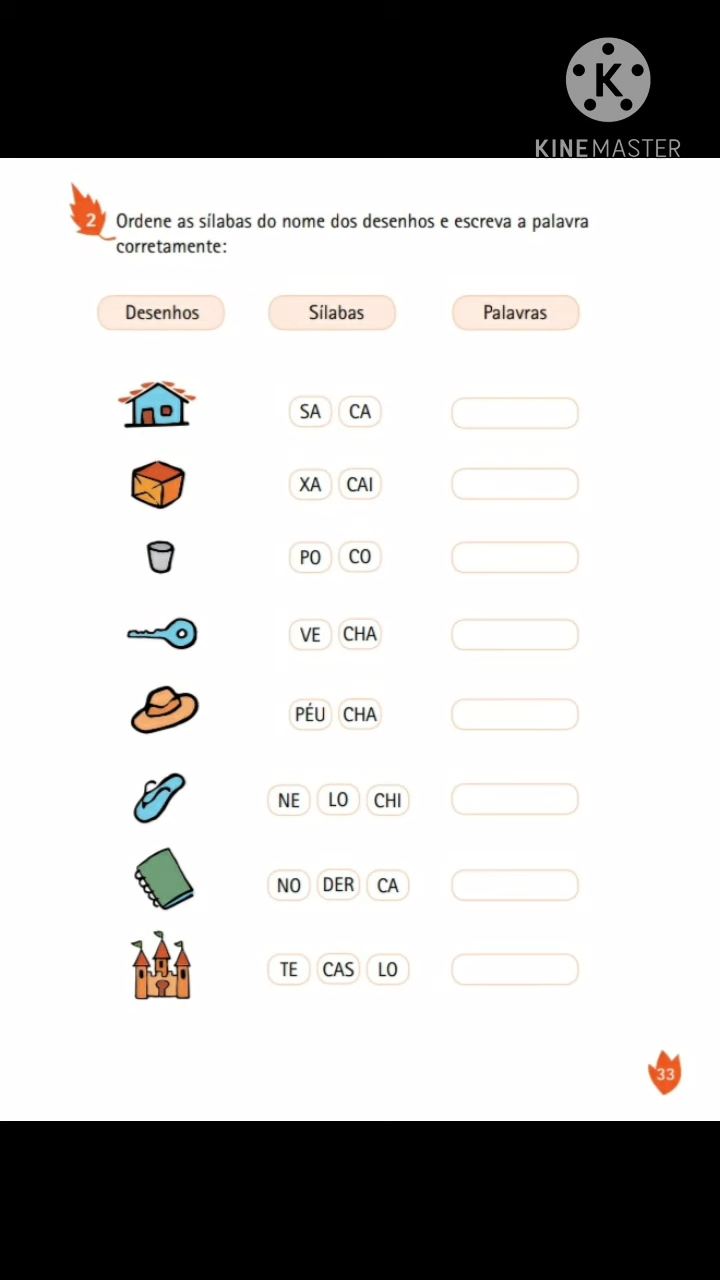 K
KINEMASTER
2 Ordene as sílabas do nome dos desenhos e escreva a palavra
corretamente:
Desenhos Sílabas Palavras
SA CA
XA CAI
PO CO
VE CHA
PÉU CHA
NE LO CHI
NO DER CA
TE CAS LO
33